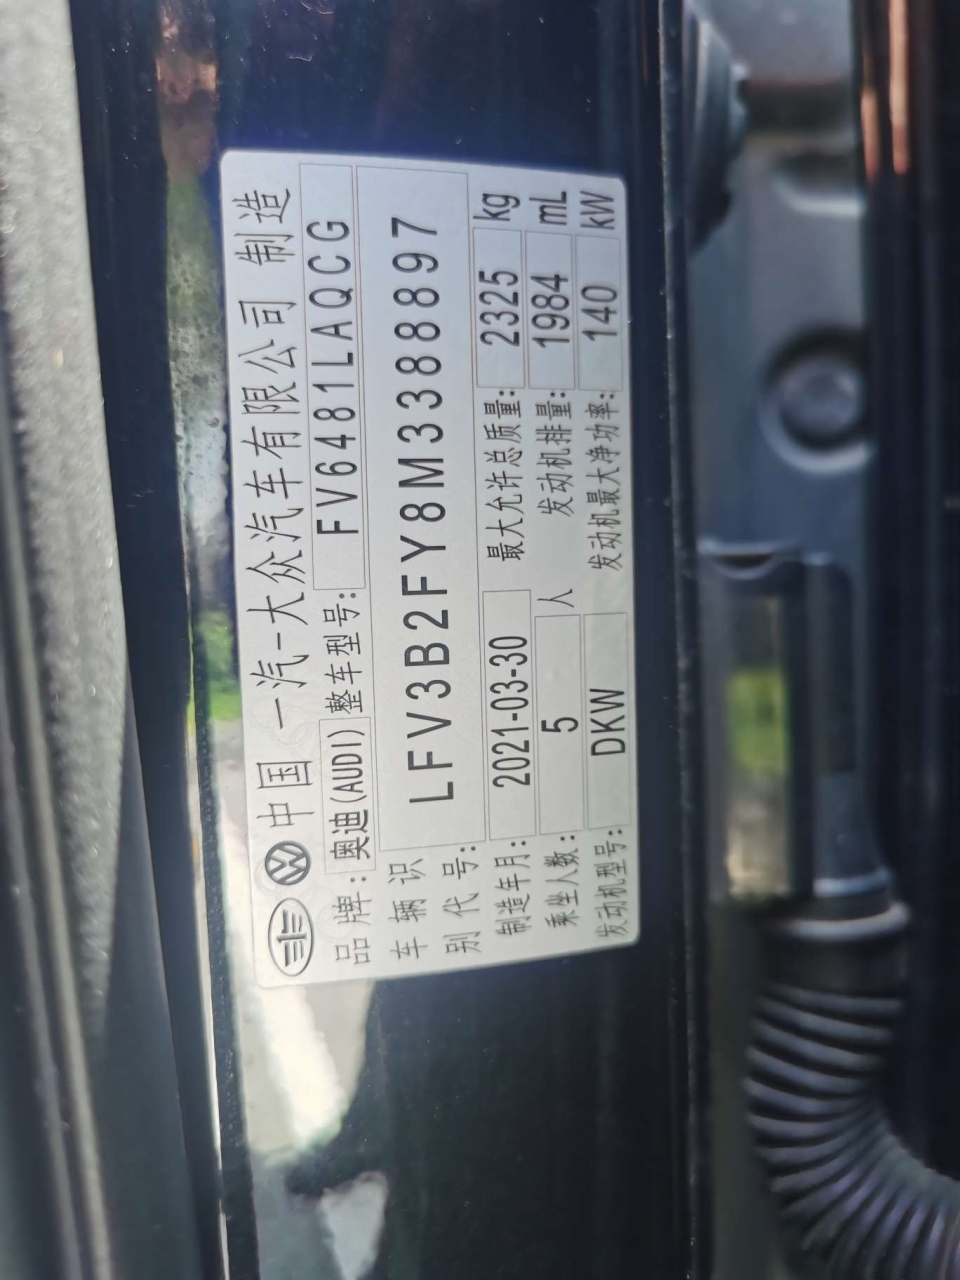 中国 一汽-大众汽车有限公司 制造
品牌:奥迪(AUDI) 整车型号: FV6481LAQCG
车辆识别代号: LFV3B2FY8M3388897
制造年月: 2021-03-30 最大允许总质量: 2325 kg
乘坐人数: 5 人 发动机排量: 1984 mL
发动机型号: DKW 发动机最大净功率: 140 kW